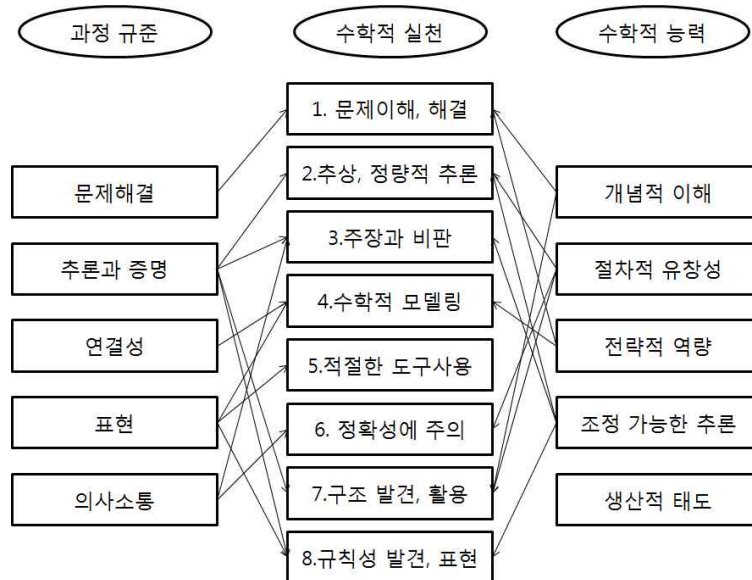 과정 규준
수학적 실천
수학적 능력
1. 문제이해, 해결
2.추상, 정량적 추론
3.주장과 비판
4.수학적 모델링
5.적절한 도구사용
6. 정확성에 주의
7.구조 발견, 활용
8.규칙성 발견, 표현
문제해결
추론과 증명
연결성
표현
의사소통
개념적 이해
절차적 유창성
전략적 역량
조정 가능한 추론
생산적 태도